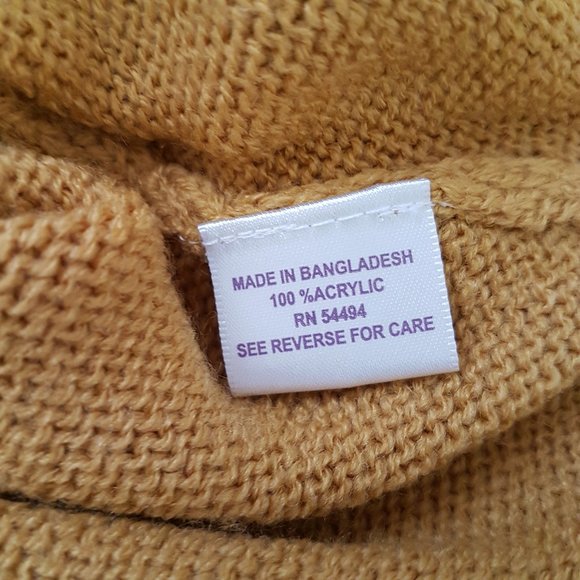 MADE IN BANGLADESH
100 %ACRYLIC
RN 54494
SEE REVERSE FOR CARE